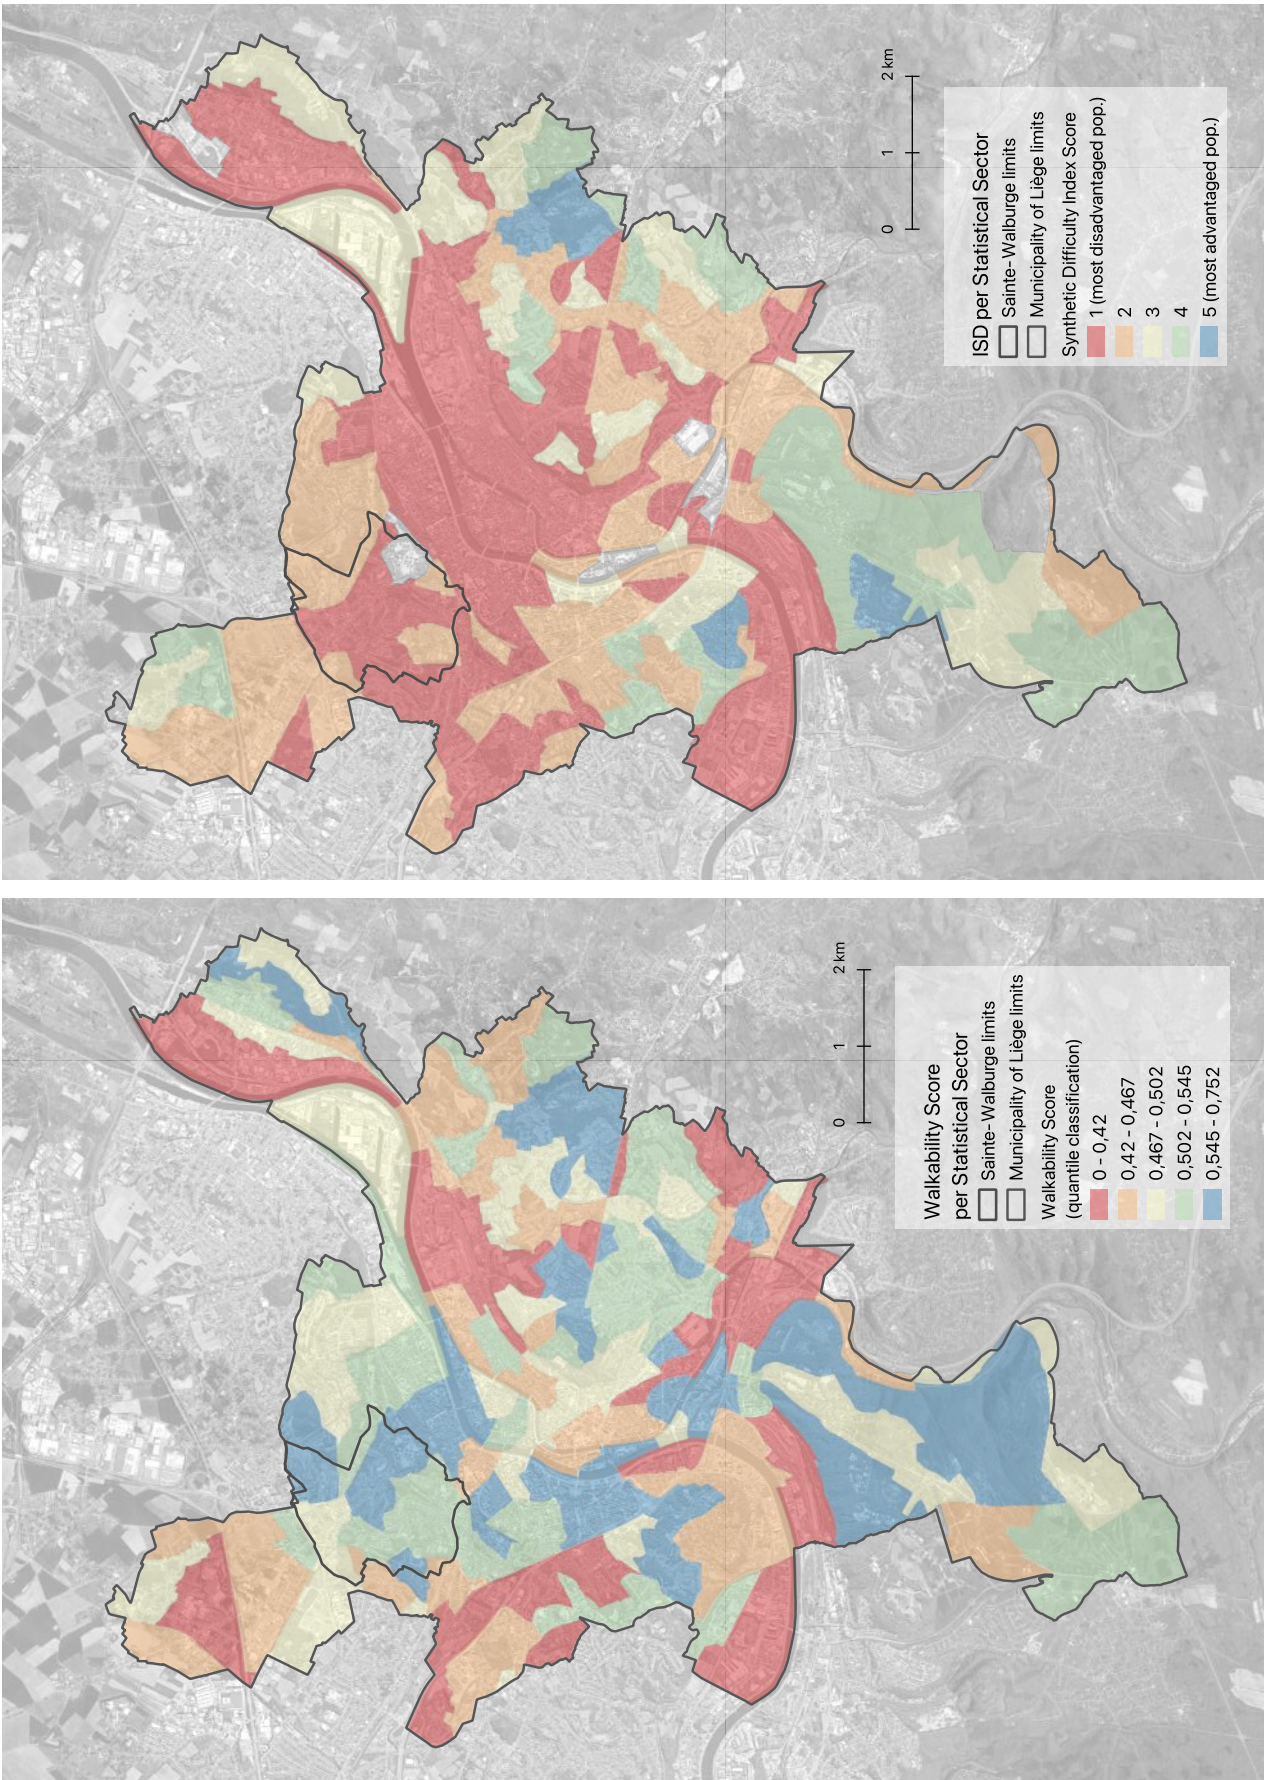 ISD per Statistical Sector
Sainte-Walburge limits
Municipality of Liège limits
Synthetic Difficulty Index Score
1 (most disadvantaged pop.)
2
3
4
5 (most advantaged pop.)
0 1 2 km
Walkability Score
per Statistical Sector
Sainte-Walburge limits
Municipality of Liège limits
Walkability Score
(quantile classification)
0 - 0,42
0,42 - 0,467
0,467 - 0,502
0,502 - 0,545
0,545 - 0,752
0 1 2 km